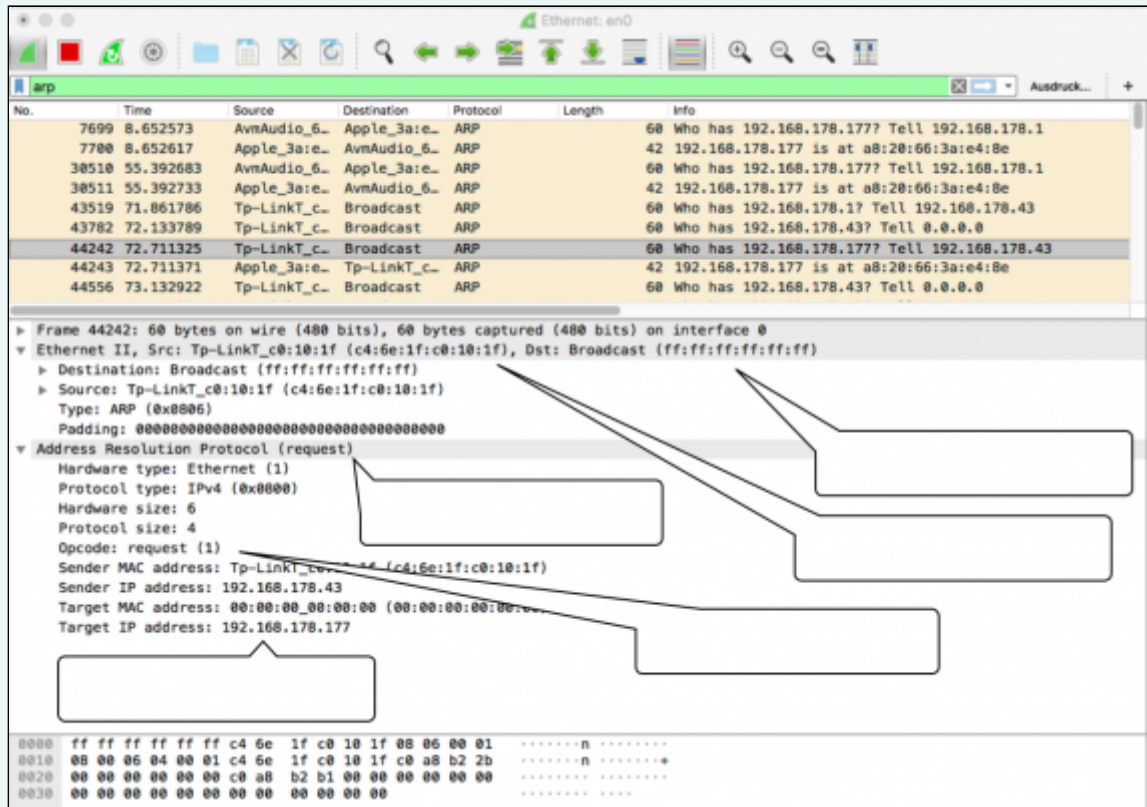 Ethernet: en0
arp
Ausdruck... +
No. Time Source Destination Protocol Length Info
7699 8.652573 AvmAudio_6… Apple_3a:e… ARP 60 Who has 192.168.178.177? Tell 192.168.178.1
7700 8.652617 Apple_3a:e… AvmAudio_6… ARP 42 192.168.178.177 is at a8:20:66:3a:e4:8e
30510 55.392683 AvmAudio_6… Apple_3a:e… ARP 60 Who has 192.168.178.177? Tell 192.168.178.1
30511 55.392733 Apple_3a:e… AvmAudio_6… ARP 42 192.168.178.177 is at a8:20:66:3a:e4:8e
43519 71.861786 Tp-LinkT_c… Broadcast ARP 60 Who has 192.168.178.1? Tell 192.168.178.43
43782 72.133789 Tp-LinkT_c… Broadcast ARP 60 Who has 192.168.178.43? Tell 0.0.0.0
44242 72.711325 Tp-LinkT_c… Broadcast ARP 60 Who has 192.168.178.177? Tell 192.168.178.43
44243 72.711371 Apple_3a:e… Tp-LinkT_c… ARP 42 192.168.178.177 is at a8:20:66:3a:e4:8e
44556 73.132922 Tp-LinkT_c… Broadcast ARP 60 Who has 192.168.178.43? Tell 0.0.0.0
Frame 44242: 60 bytes on wire (480 bits), 60 bytes captured (480 bits) on interface 0
Ethernet II, Src: Tp-LinkT_c0:10:1f (c4:6e:1f:c0:10:1f), Dst: Broadcast (ff:ff:ff:ff:ff:ff)
Destination: Broadcast (ff:ff:ff:ff:ff:ff)
Source: Tp-LinkT_c0:10:1f (c4:6e:1f:c0:10:1f)
Type: ARP (0x0806)
Padding: 000000000000000000000000000000000000
Address Resolution Protocol (request)
Hardware type: Ethernet (1)
Protocol type: IPv4 (0x0800)
Hardware size: 6
Protocol size: 4
Opcode: request (1)
Sender MAC address: Tp-LinkT_c0:10:1f (c4:6e:1f:c0:10:1f)
Sender IP address: 192.168.178.43
Target MAC address: 00:00:00_00:00:00 (00:00:00:00:00:00)
Target IP address: 192.168.178.177
0000 ff ff ff ff ff ff c4 6e 1f c0 10 1f 08 06 00 01 ·······n ········
0010 08 00 06 04 00 01 c4 6e 1f c0 10 1f c0 a8 b2 2b ·······n ·······+
0020 00 00 00 00 00 00 c0 a8 b2 b1 00 00 00 00 00 00 ········ ········
0030 00 00 00 00 00 00 00 00 00 00 00 00 ········ ····